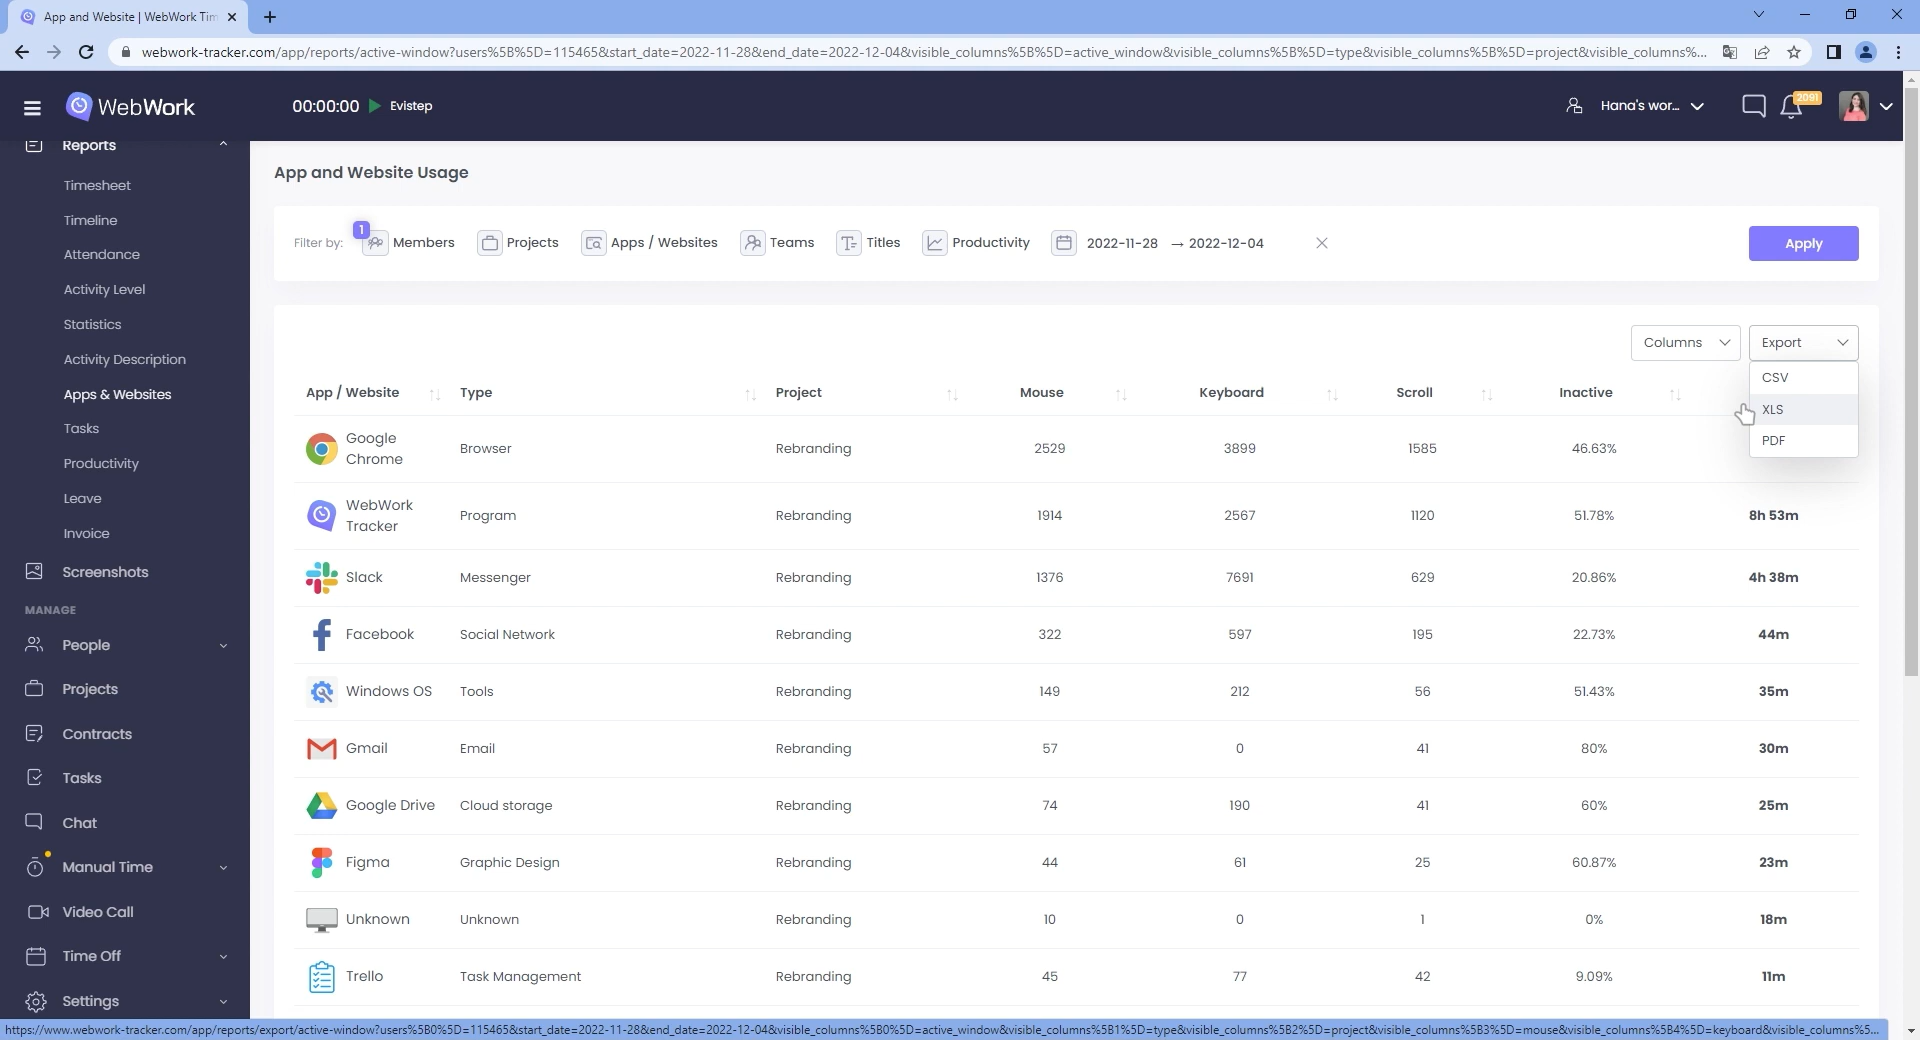 App and Website | WebWork Tim
webwork-tracker.com/app/reports/active-window?users%5B%5D=115465&start_date=2022-11-28&end_date=2022-12-04&visible_columns%5B%5D=active_window&visible_columns%5B%5D=type&visible_columns%5B%5D=project&visible_columns%...
WebWork
00:00:00 Evistep
Hana's wor...
2091
Reports
Timesheet
Timeline
Attendance
Activity Level
Statistics
Activity Description
Apps & Websites
Tasks
Productivity
Leave
Invoice
Screenshots
MANAGE
People
Projects
Contracts
Tasks
Chat
Manual Time
Video Call
Time Off
Settings
App and Website Usage
Filter by: 1 Members Projects Apps / Websites Teams Titles Productivity 2022-11-28 → 2022-12-04
Apply
Columns Export
CSV
XLS
PDF
App / Website Type Project Mouse Keyboard Scroll Inactive
Google Chrome Browser Rebranding 2529 3899 1585 46.63%
WebWork Tracker Program Rebranding 1914 2567 1120 51.78% 8h 53m
Slack Messenger Rebranding 1376 7691 629 20.86% 4h 38m
Facebook Social Network Rebranding 322 597 195 22.73% 44m
Windows OS Tools Rebranding 149 212 56 51.43% 35m
Gmail Email Rebranding 57 0 41 80% 30m
Google Drive Cloud storage Rebranding 74 190 41 60% 25m
Figma Graphic Design Rebranding 44 61 25 60.87% 23m
Unknown Unknown Rebranding 10 0 1 0% 18m
Trello Task Management Rebranding 45 77 42 9.09% 11m
https://www.webwork-tracker.com/app/reports/export/active-window?users%5B0%5D=115465&start_date=2022-11-28&end_date=2022-12-04&visible_columns%5B0%5D=active_window&visible_columns%5B1%5D=type&visible_columns%5B2%5D=project&visible_columns%5B3%5D=mouse&visible_columns%5B4%5D=keyboard&visible_columns%5...